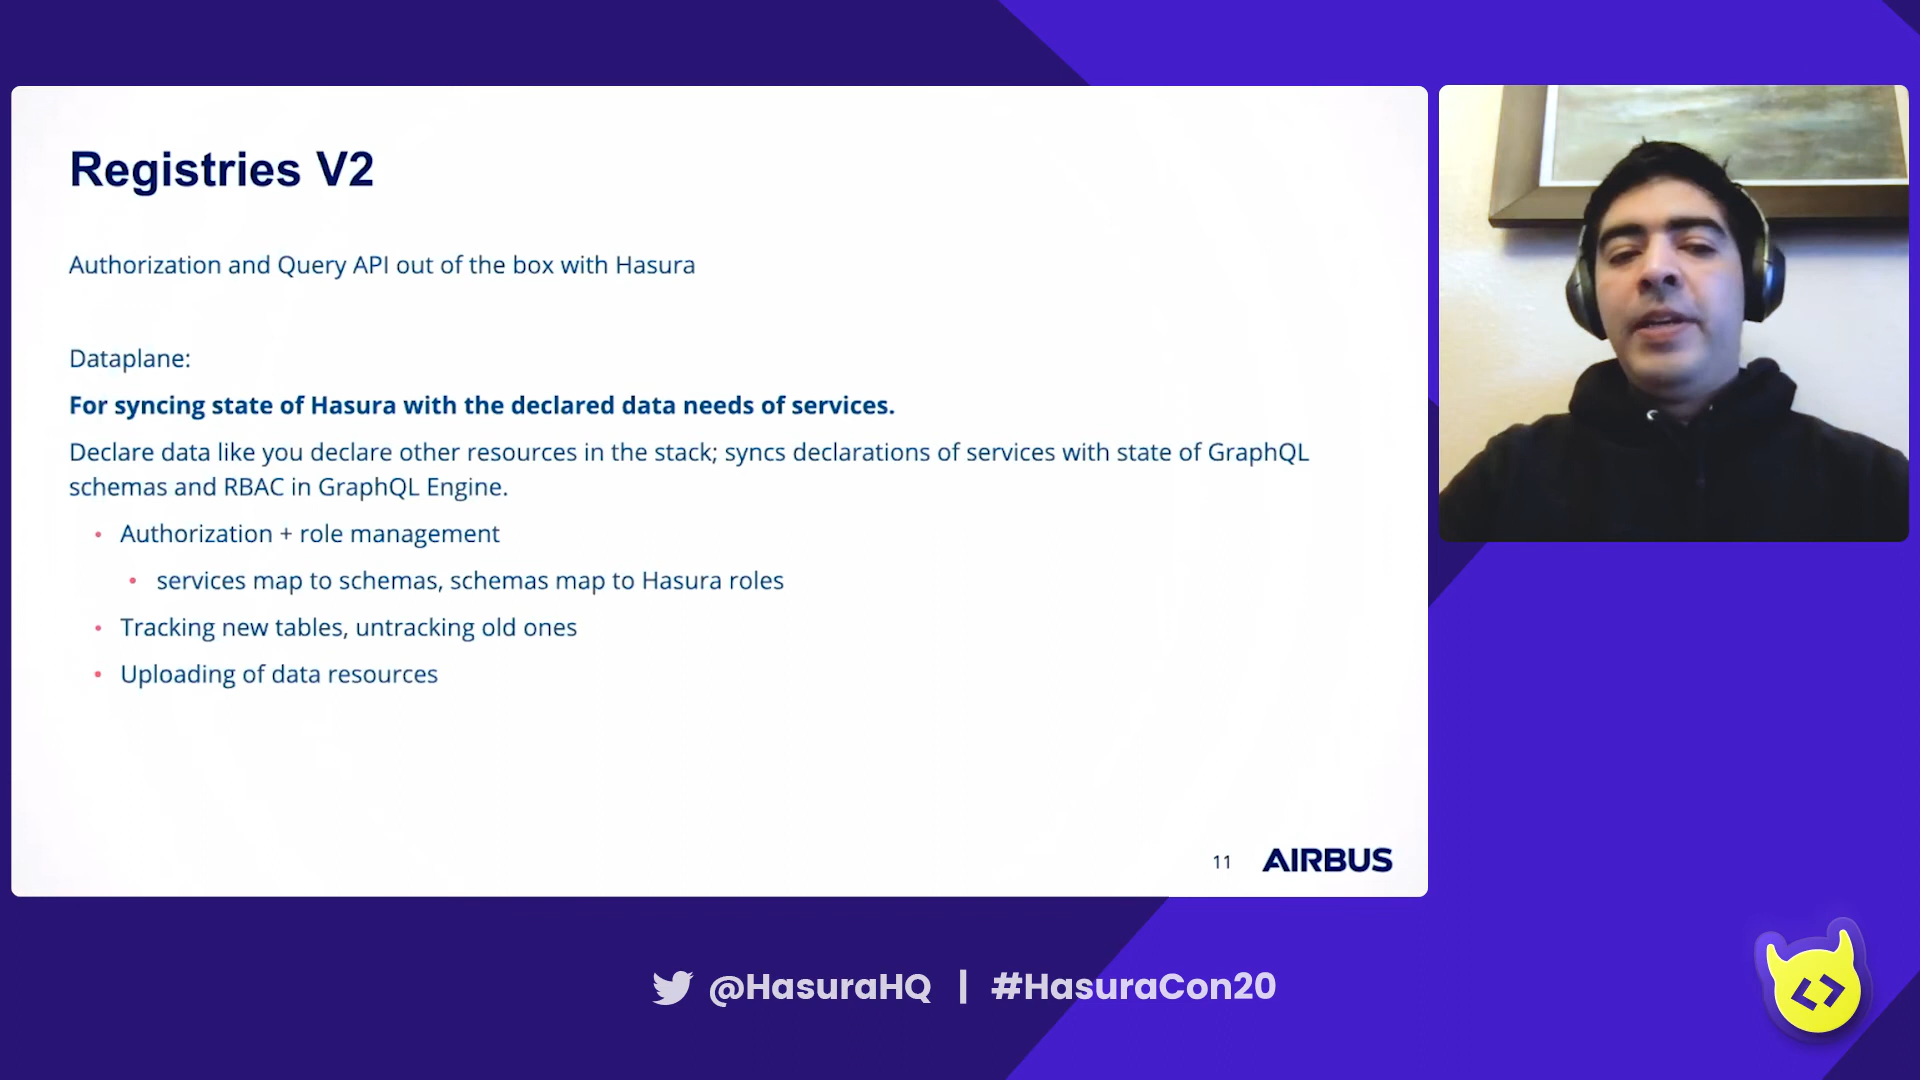 Registries V2
Authorization and Query API out of the box with Hasura
Dataplane:
For syncing state of Hasura with the declared data needs of services.
Declare data like you declare other resources in the stack; syncs declarations of services with state of GraphQL
schemas and RBAC in GraphQL Engine.
• Authorization + role management
• services map to schemas, schemas map to Hasura roles
• Tracking new tables, untracking old ones
• Uploading of data resources
11 AIRBUS
@HasuraHQ | #HasuraCon20